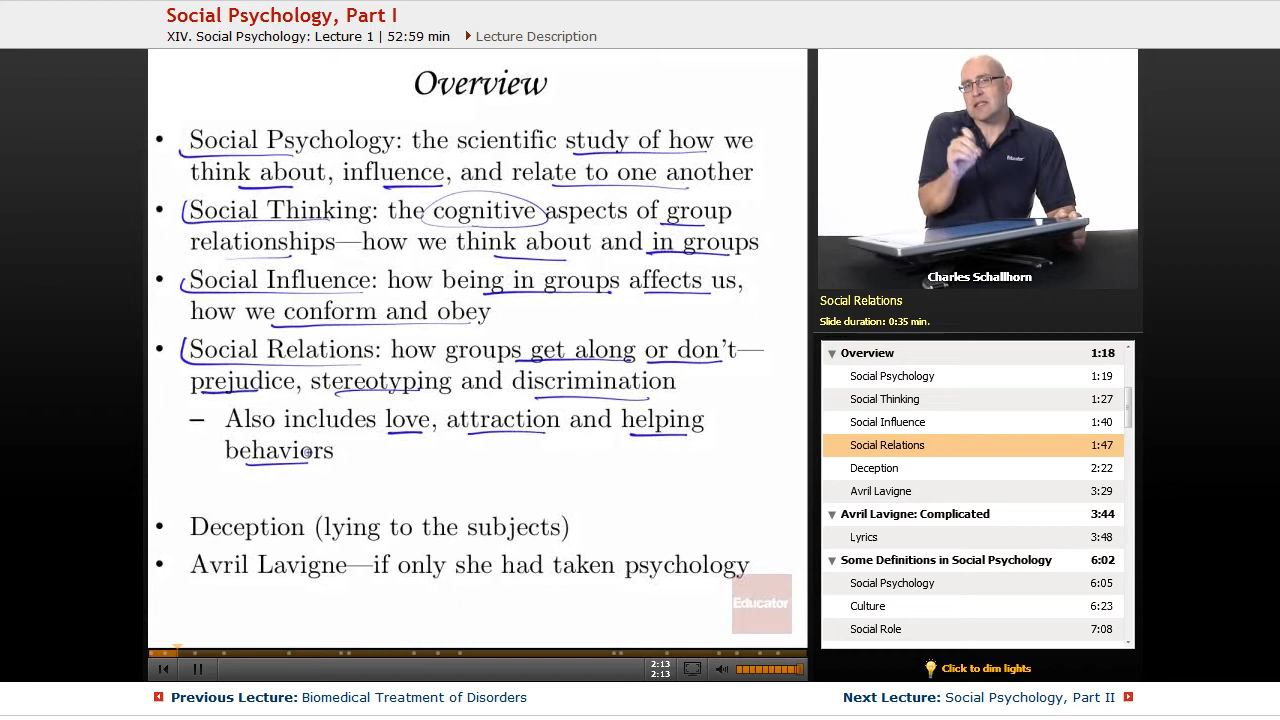 Social Psychology, Part I
XIV. Social Psychology: Lecture 1 | 52:59 min
Lecture Description
Overview
• Social Psychology: the scientific study of how we
think about, influence, and relate to one another
• Social Thinking: the cognitive aspects of group
relationships—how we think about and in groups
• Social Influence: how being in groups affects us,
how we conform and obey
• Social Relations: how groups get along or don't—
prejudice, stereotyping and discrimination
– Also includes love, attraction and helping
behaviors
• Deception (lying to the subjects)
• Avril Lavigne—if only she had taken psychology
Educator
2:13
2:13
Educator
Charles Schallhorn
Social Relations
Slide duration: 0:35 min.
Overview 1:18
Social Psychology 1:19
Social Thinking 1:27
Social Influence 1:40
Social Relations 1:47
Deception 2:22
Avril Lavigne 3:29
Avril Lavigne: Complicated 3:44
Lyrics 3:48
Some Definitions in Social Psychology 6:02
Social Psychology 6:05
Culture 6:23
Social Role 7:08
Click to dim lights
Previous Lecture: Biomedical Treatment of Disorders
Next Lecture: Social Psychology, Part II